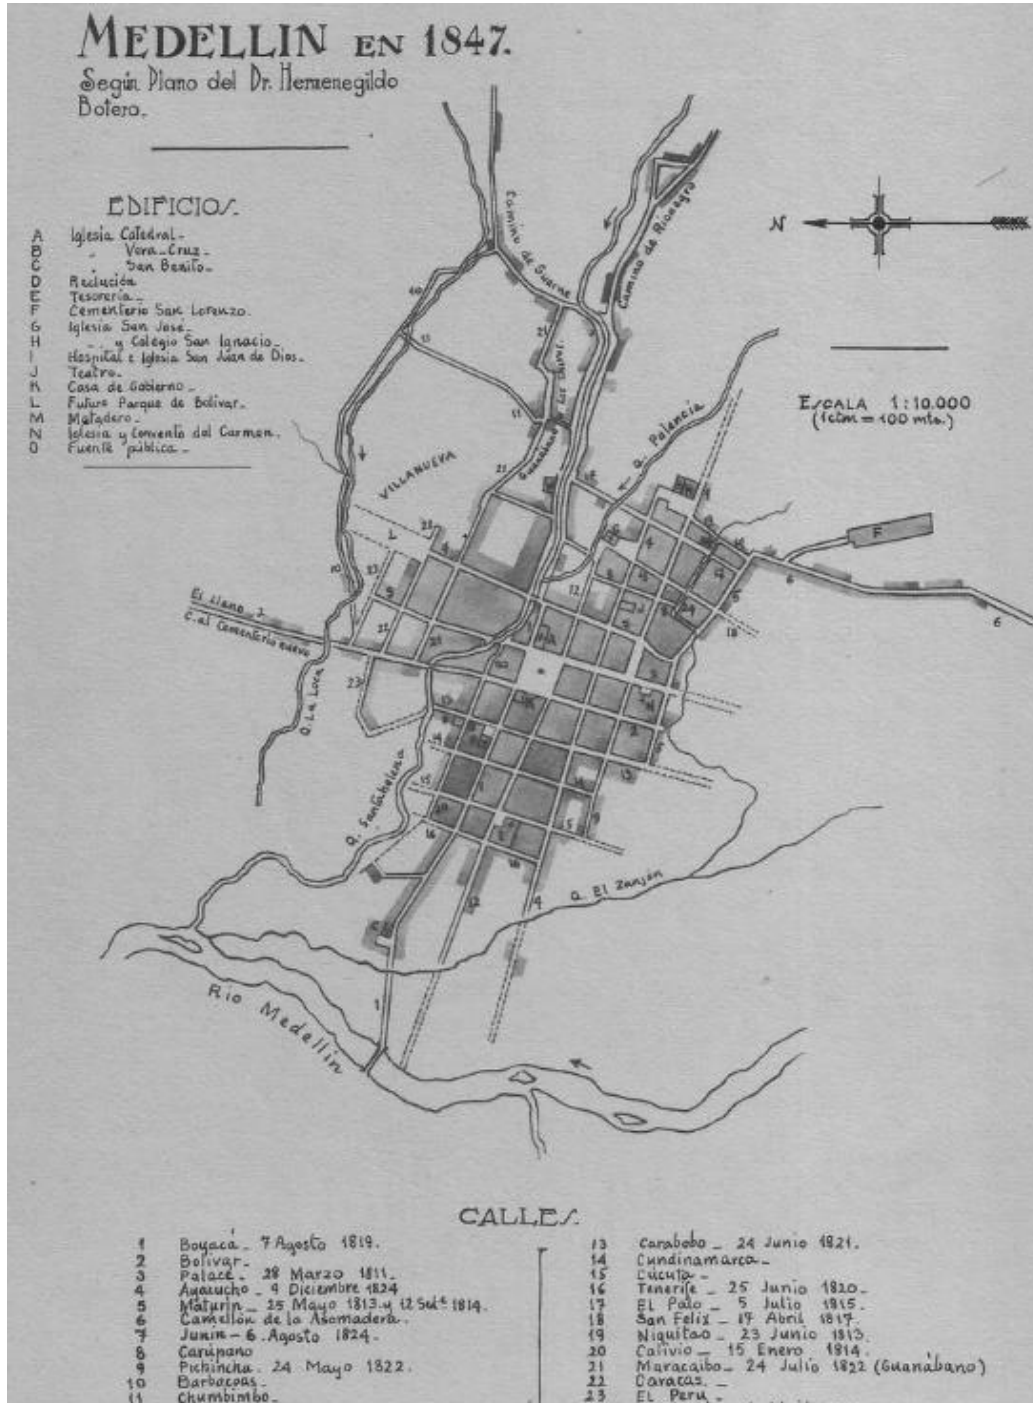 MEDELLIN EN 1847.
Según Plano del Dr. Hermenegildo
Botero.
EDIFICIOS.
A Iglesia Catedral.
B " Vera-Cruz.
C " San Benito.
D Reclución
E Tesorería.
F Cementerio San Lorenzo.
G Iglesia San José.
H " y Colegio San Ignacio.
I Hospital e Iglesia San Juan de Dios.
J Teatro.
K Casa de Gobierno
L Futuro Parque de Bolívar.
M Matadero.
N Iglesia y Convento del Carmen.
O Fuente pública.
N
ESCALA 1:10.000
(1ctm = 100 mts.)
Camino de Guarne
Camino de Rionegro
Q. Palencia
VILLANUEVA
F
El Llano
C. al Cementerio nuevo
Q. La Loca
Q. Santahelena
Q. El Zanjón
Rio Medellín
CALLES.
1 Boyacá - 7 Agosto 1819.
2 Bolivar.
3 Palacé - 28 Marzo 1811.
4 Ayacucho - 9 Diciembre 1824
5 Maturín - 25 Mayo 1813 y 12 Set. 1814.
6 Camellón de la Asomadera.
7 Junin - 6 Agosto 1824.
8 Carúpano
9 Pichincha. 24 Mayo 1822.
10 Barbacoas.
11 Chumbimbo.
13 Carabobo - 24 Junio 1821.
14 Cundinamarca
15 Cúcuta
16 Tenerife - 25 Junio 1820.
17 El Palo - 5 Julio 1815.
18 San Felix - 17 Abril 1817.
19 Niquitao - 23 Junio 1813.
20 Calivio - 15 Enero 1814.
21 Maracaibo - 24 Julio 1822 (Guanábano)
22 Caracas.
23 El Perú